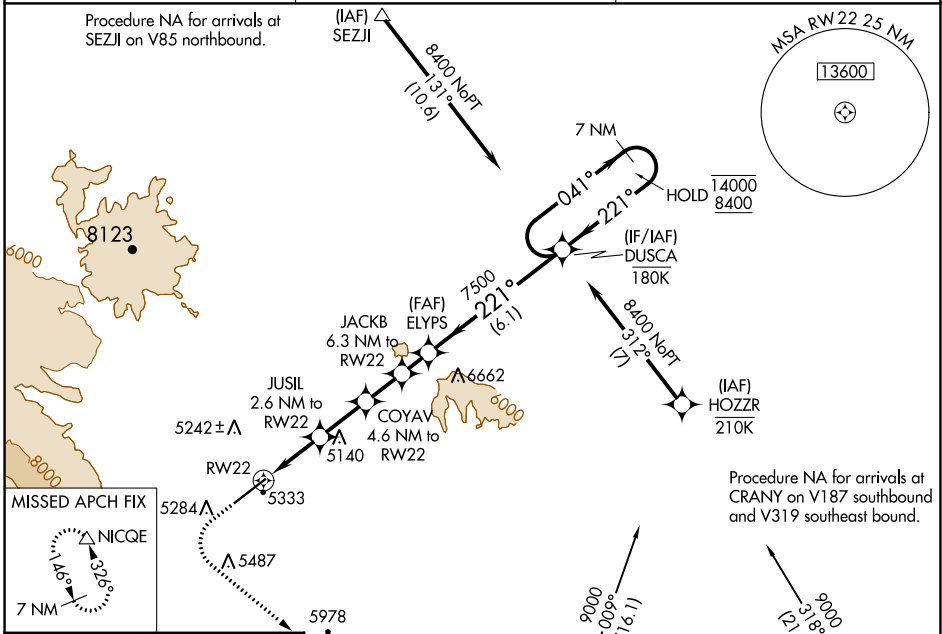 Procedure NA for arrivals at
SEZJI on V85 northbound.
(IAF)
SEZJI
8400 NoPT
131°
(10.6)
MSA RW22 25 NM
13600
7 NM
041°
221°
HOLD
14000
8400
(IF/IAF)
DUSCA
180K
8123
6000
7500
221°
(6.1)
(FAF)
ELYPS
JACKB
6.3 NM to
RW22
8400 NoPT
312°
(7)
(IAF)
HOZZR
210K
6662
6000
JUSIL
2.6 NM to
RW22
COYAV
4.6 NM to
RW22
5242±
5140
8000
RW22
5333
5284
5487
5978
Procedure NA for arrivals at
CRANY on V187 southbound
and V319 southeast bound.
MISSED APCH FIX
NICQE
146°
326°
7 NM
9000
009°
16.1)
9000
318°
(21